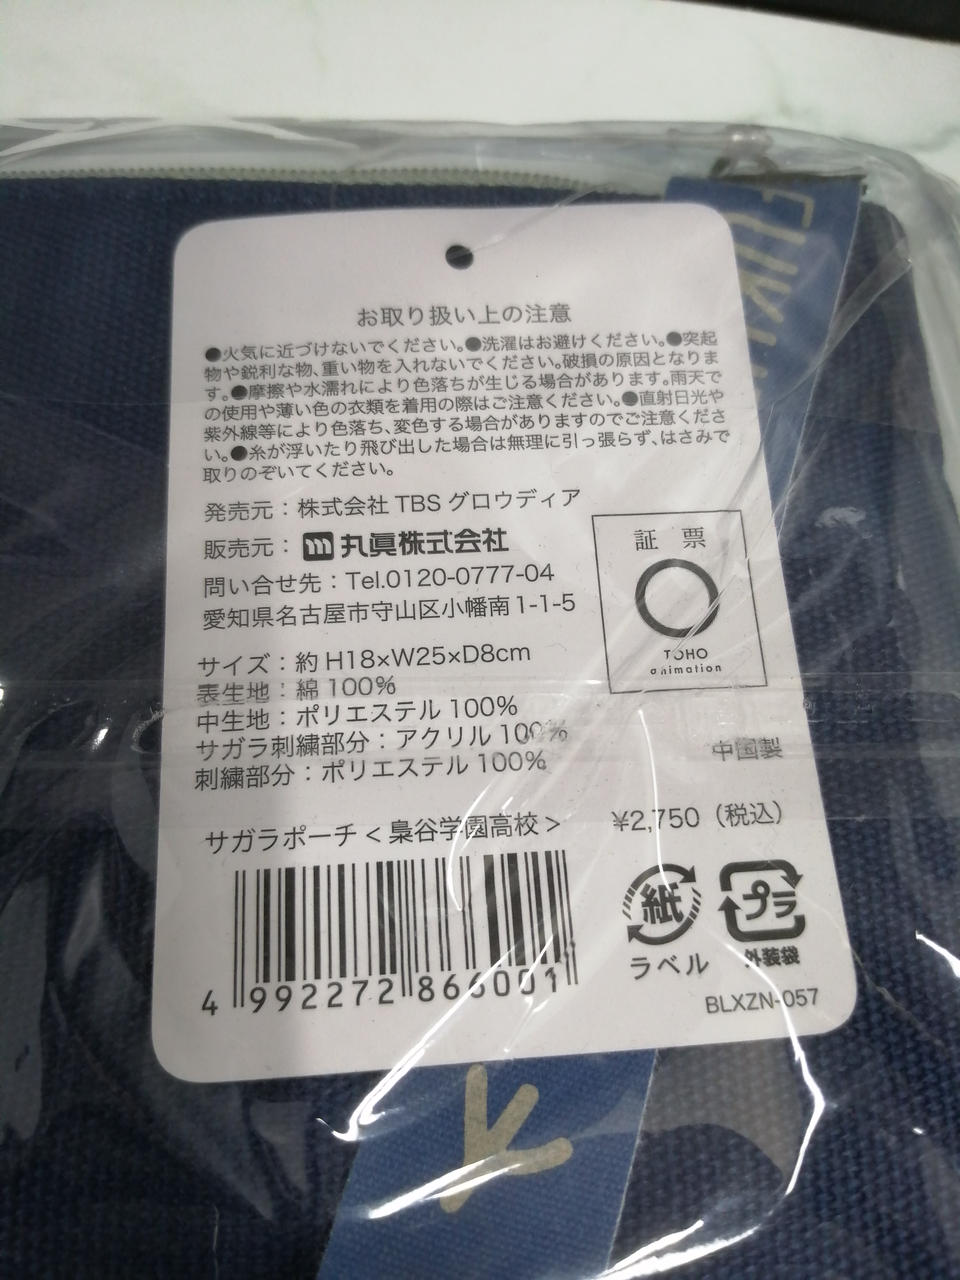 お取り扱い上の注意
●火気に近づけないでください。●洗濯はお避けください。●突起
物や鋭利な物、重い物を入れないでください。破損の原因となりま
す。●摩擦や水濡れにより色落ちが生じる場合があります。雨天で
の使用や薄い色の衣類を着用の際はご注意ください。●直射日光や
紫外線等により色落ち、変色する場合がありますのでご注意くださ
い。●糸が浮いたり飛び出した場合は無理に引っ張らず、はさみで
取りのぞいてください。
発売元：株式会社 TBS グロウディア
販売元： m 丸眞株式会社
問い合せ先：Tel.0120-0777-04
愛知県名古屋市守山区小幡南1-1-5
証 票
TOHO
animation
サイズ：約 H18×W25×D8cm
表生地：綿 100%
中生地：ポリエステル 100%
サガラ刺繍部分：アクリル 100%
刺繍部分：ポリエステル 100%
中国製
サガラポーチ < 梟谷学園高校 >
¥2,750（税込）
4 992272 866001
紙
ラベル
プラ
外装袋
BLXZN-057